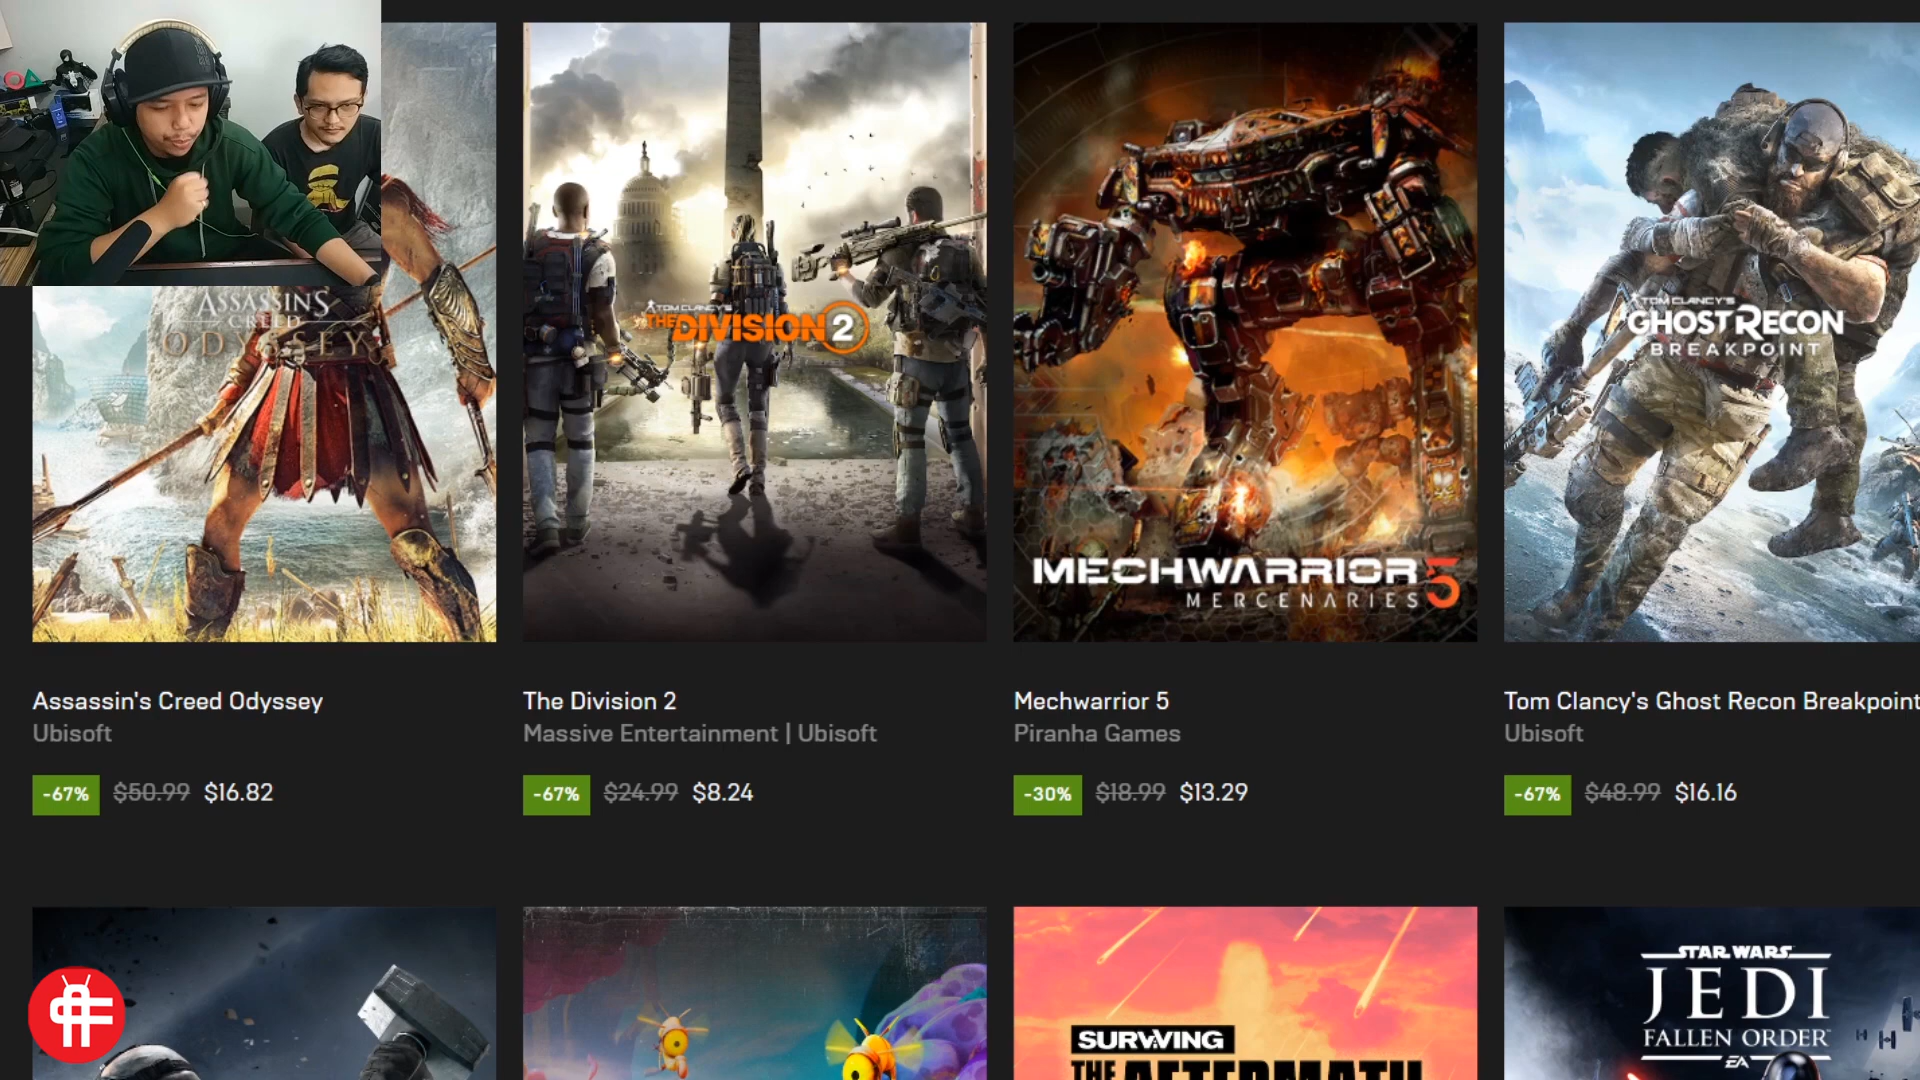 ASSASSIN'S
CREED
ODYSSEY
TOM CLANCY'S
THE DIVISION 2
MECHWARRIOR 5
MERCENARIES
TOM CLANCY'S
GHOST RECON
BREAKPOINT
Assassin's Creed Odyssey
Ubisoft
-67% $50.99 $16.82
The Division 2
Massive Entertainment | Ubisoft
-67% $24.99 $8.24
Mechwarrior 5
Piranha Games
-30% $18.99 $13.29
Tom Clancy's Ghost Recon Breakpoint
Ubisoft
-67% $48.99 $16.16
SURVIVING
THE AFTERMATH
STAR WARS
JEDI
FALLEN ORDER
EA